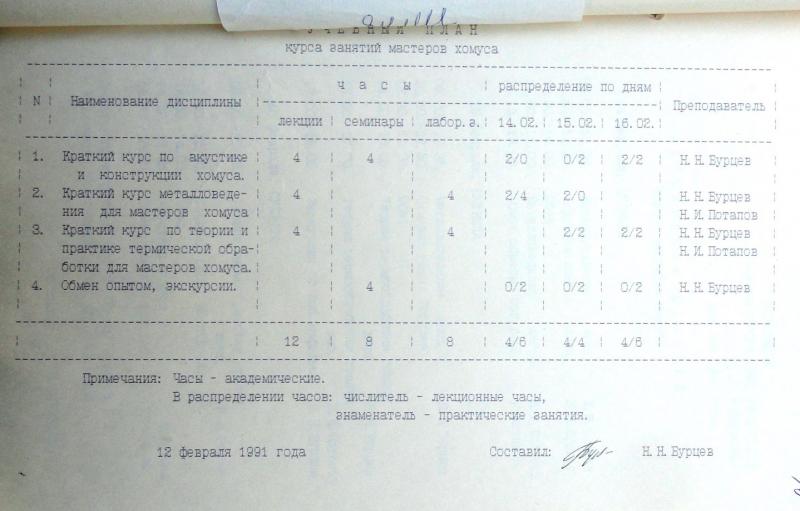 УЧЕБНЫЙ ПЛАН
курса занятий мастеров хомуса
N Наименование дисциплины часы распределение по дням Преподаватель
лекции семинары лабор.з. 14.02. 15.02. 16.02.
1. Краткий курс по акустике 4 4 2/0 0/2 2/2 Н.Н.Бурцев
и конструкции хомуса.
2. Краткий курс металловеде- 4 4 2/4 2/0 Н.Н.Бурцев
ния для мастеров хомуса Н.И.Потапов
3. Краткий курс по теории и 4 4 2/2 2/2 Н.Н.Бурцев
практике термической обра- Н.И.Потапов
ботки для мастеров хомуса.
4. Обмен опытом, экскурсии. 4 0/2 0/2 0/2 Н.Н.Бурцев
12 8 8 4/6 4/4 4/6
Примечания: Часы - академические.
В распределении часов: числитель - лекционные часы,
знаменатель - практические занятия.
12 февраля 1991 года Составил: Н.Н.Бурцев